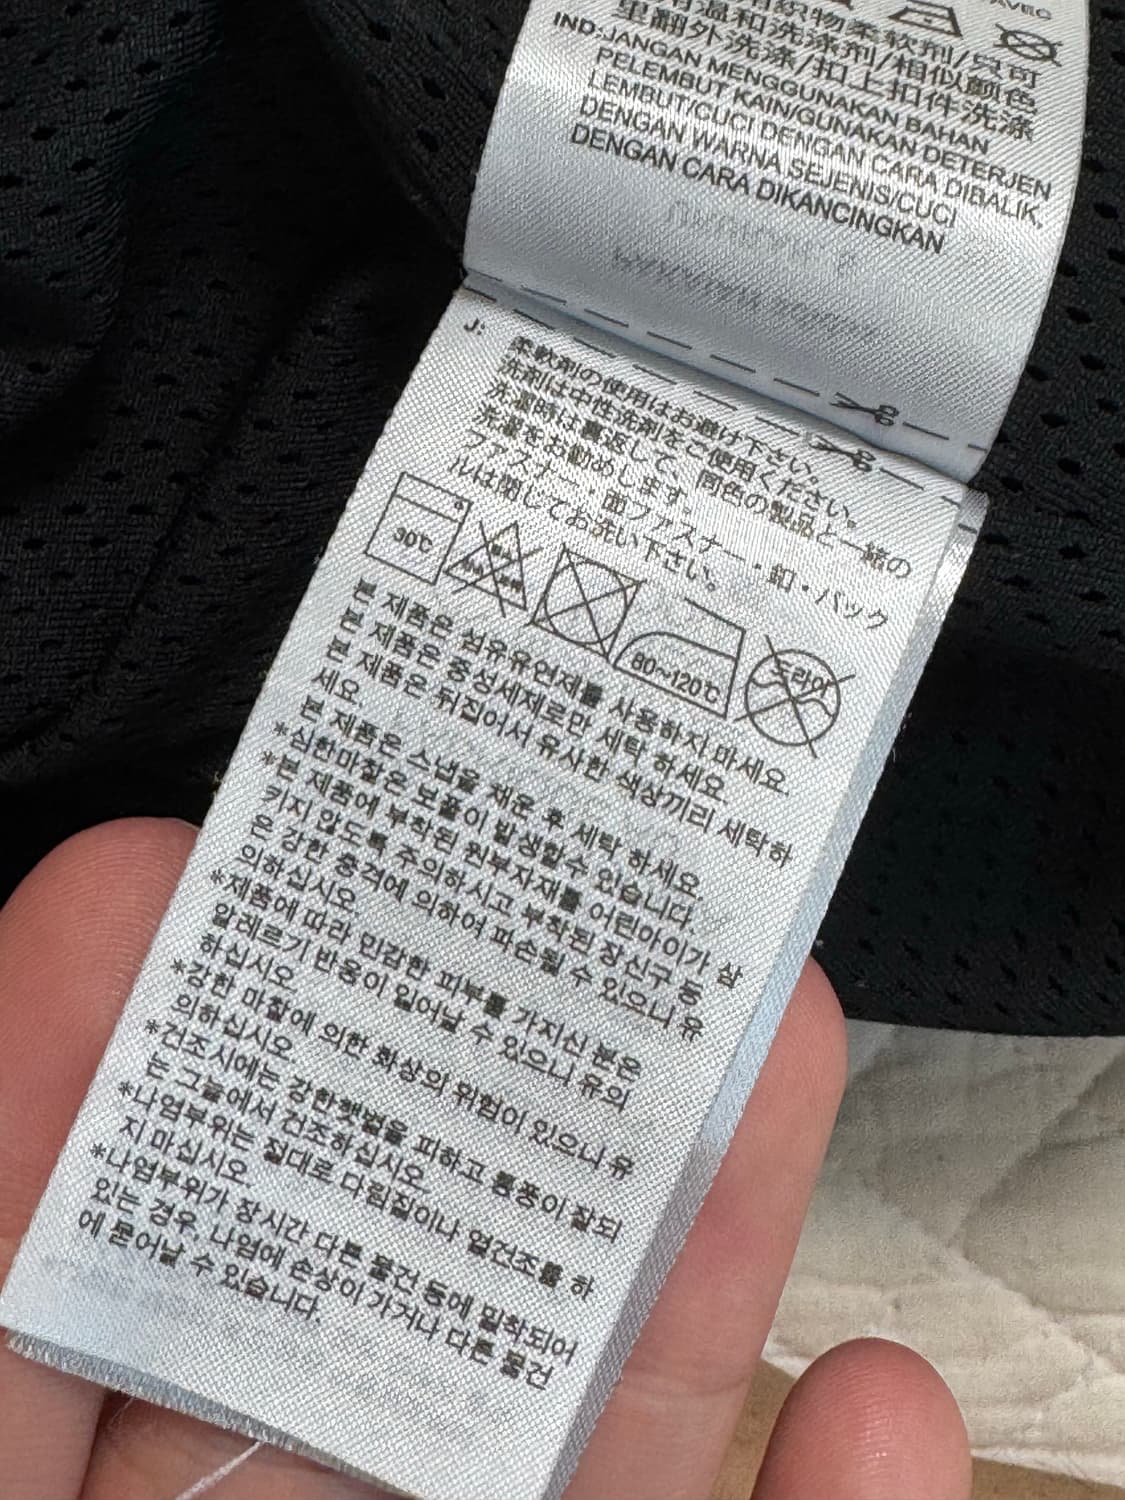 AVEC
织物柔软剂/只可
用温和洗涤剂/相似颜色
里翻外洗涤/扣上扣件洗涤
IND:JANGAN MENGGUNAKAN BAHAN
PELEMBUT KAIN/GUNAKAN DETERJEN
LEMBUT/CUCI DENGAN CARA DIBALIK,
DENGAN WARNA SEJENIS/CUCI
DENGAN CARA DIKANCINGKAN
J:
柔軟剤の使用はお避け下さい。
洗剤は中性洗剤をご使用ください。
洗濯時は裏返しで、同色の製品と一緒の
洗濯をお勧めします。
ファスナー・面ファスナー・釦・バック
ルは閉じてお洗い下さい。
30℃
80~120℃
드라이
본 제품은 섬유유연제를 사용하지 마세요.
본 제품은 중성세제로만 세탁 하세요.
본 제품은 뒤집어서 유사한 색상끼리 세탁하
세요.
본 제품은 스냅을 채운 후 세탁 하세요.
*심한마찰은 보풀이 발생할수 있습니다.
*본 제품에 부착된 원부자재를 어린아이가 삼
키지 않도록 주의하시고 부착된 장신구 등
은 강한 충격에 의하여 파손될 수 있으니 유
의하십시오.
*제품에 따라 민감한 피부를 가지신 분은
알레르기 반응이 일어날 수 있으니 유의
하십시오
*강한 마찰에 의한 화상의 위험이 있으니 유
의하십시오
*건조시에는 강한햇볕을 피하고 통풍이 잘되
는 그늘에서 건조하십시오.
*나염부위는 절대로 다림질이나 열건조를 하
지 마십시오.
*나염부위가 장시간 다른 물건 등에 밀착되어
있는 경우, 나염에 손상이 가거나 다른 물건
에 묻어날 수 있습니다.